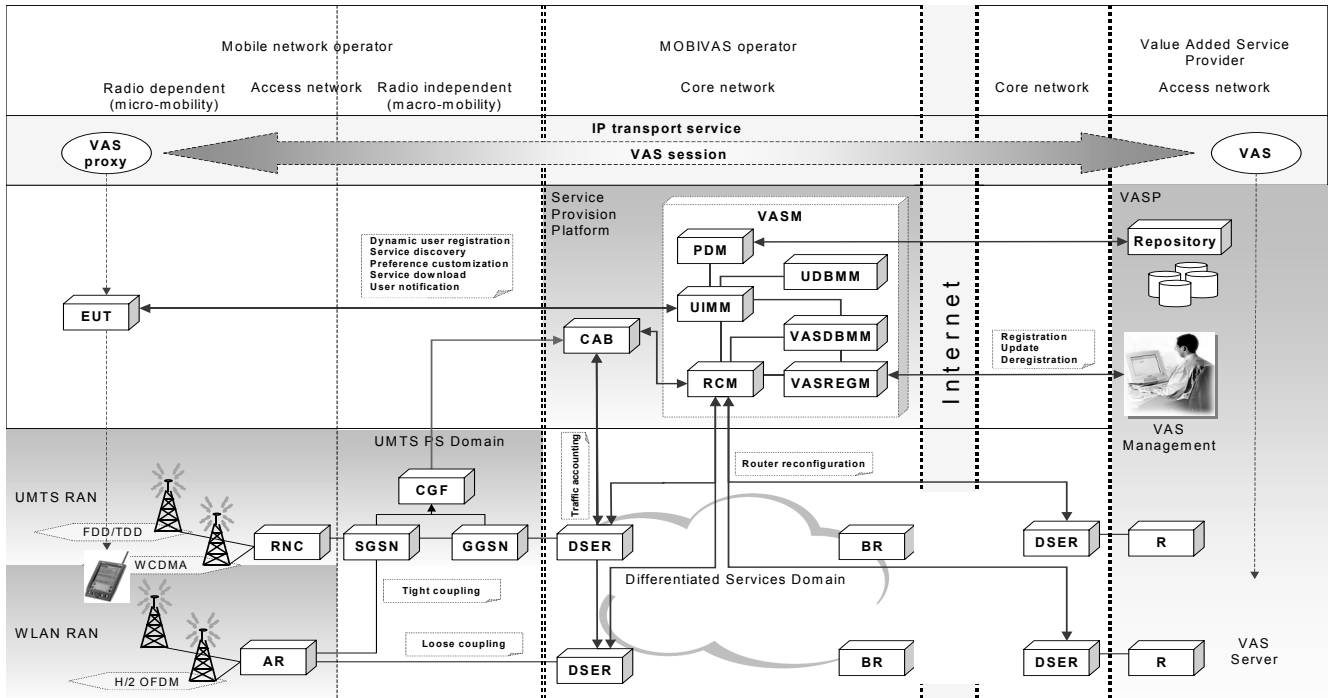 Mobile network operator
MOBIVAS operator
Value Added Service
Provider
Radio dependent
(micro-mobility)
Access network
Radio independent
(macro-mobility)
Core network
Core network
Access network
IP transport service
VAS session
VAS
proxy
VAS
Service
Provision
Platform
VASM
VASP
Dynamic user registration
Service discovery
Preference customization
Service download
User notification
PDM
Repository
UDBMM
EUT
UIMM
CAB
VASDBMM
RCM
VASREGM
Internet
Registration
Update
Deregistration
VAS
Management
UMTS PS Domain
Traffic accounting
Router reconfiguration
CGF
UMTS RAN
FDD/TDD
WCDMA
RNC
SGSN
GGSN
DSER
BR
DSER
R
Differentiated Services Domain
Tight coupling
WLAN RAN
Loose coupling
AR
DSER
BR
DSER
R
H/2 OFDM
VAS
Server